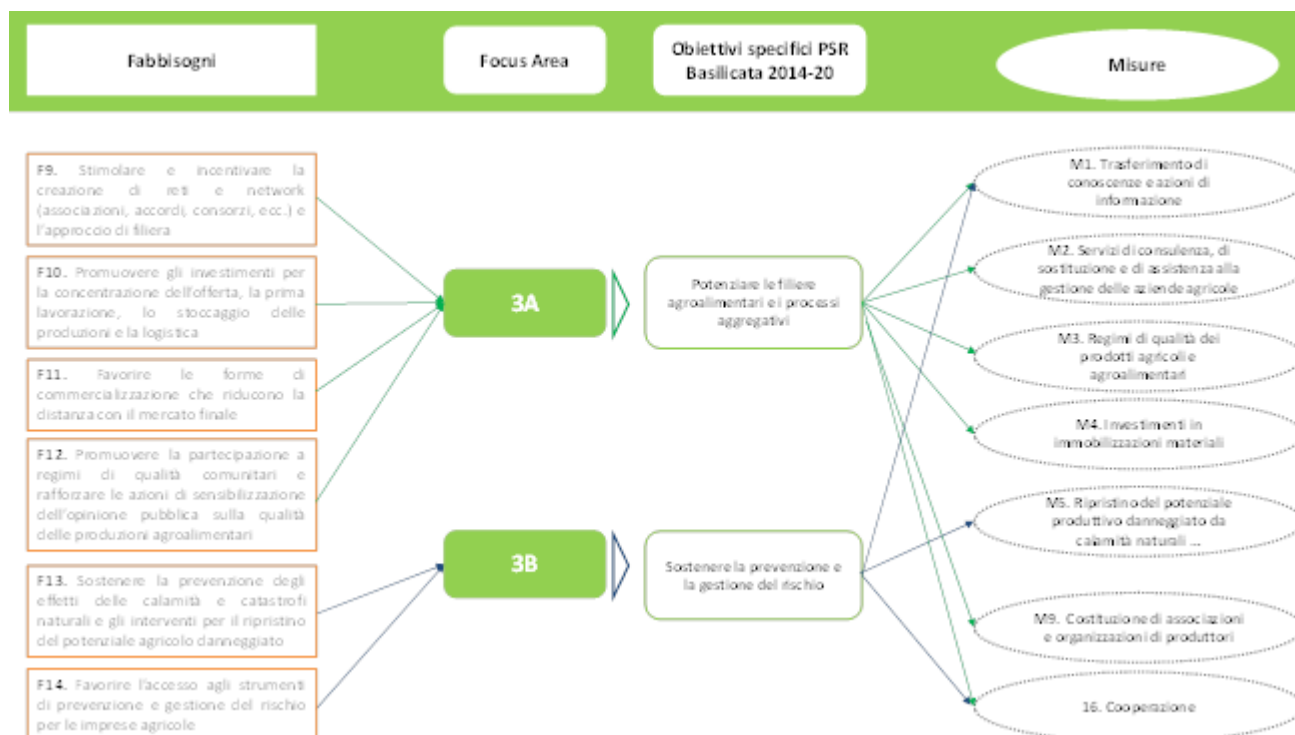 Fabbisogni
Focus Area
Obiettivi specifici PSR
Basilicata 2014-20
Misure
F9. Stimolare e incentivare la
creazione di reti e network
(associazioni, accordi, consorzi, ecc.) e
l'approccio di filiera
F10. Promuovere gli investimenti per
la concentrazione dell'offerta, la prima
lavorazione, lo stoccaggio delle
produzioni e la logistica
F11. Favorire le forme di
commercializzazione che riducono la
distanza con il mercato finale
F12. Promuovere la partecipazione a
regimi di qualità comunitari e
rafforzare le azioni di sensibilizzazione
dell'opinione pubblica sulla qualità
delle produzioni agroalimentari
F13. Sostenere la prevenzione degli
effetti delle calamità e catastrofi
naturali e gli interventi per il ripristino
del potenziale agricolo danneggiato
F14. Favorire l'accesso agli strumenti
di prevenzione e gestione del rischio
per le imprese agricole
3A
3B
Potenziare le filiere
agroalimentari e i processi
aggregativi
Sostenere la prevenzione e
la gestione del rischio
M1. Trasferimento di
conoscenze e azioni di
informazione
M2. Servizi di consulenza, di
sostituzione e di assistenza alla
gestione delle aziende agricole
M3. Regimi di qualità dei
prodotti agricoli e
agroalimentari
M4. Investimenti in
immobilizzazioni materiali
M5. Ripristino del potenziale
produttivo danneggiato da
calamità naturali ...
M9. Costituzione di associazioni
e organizzazioni di produttori
16. Cooperazione